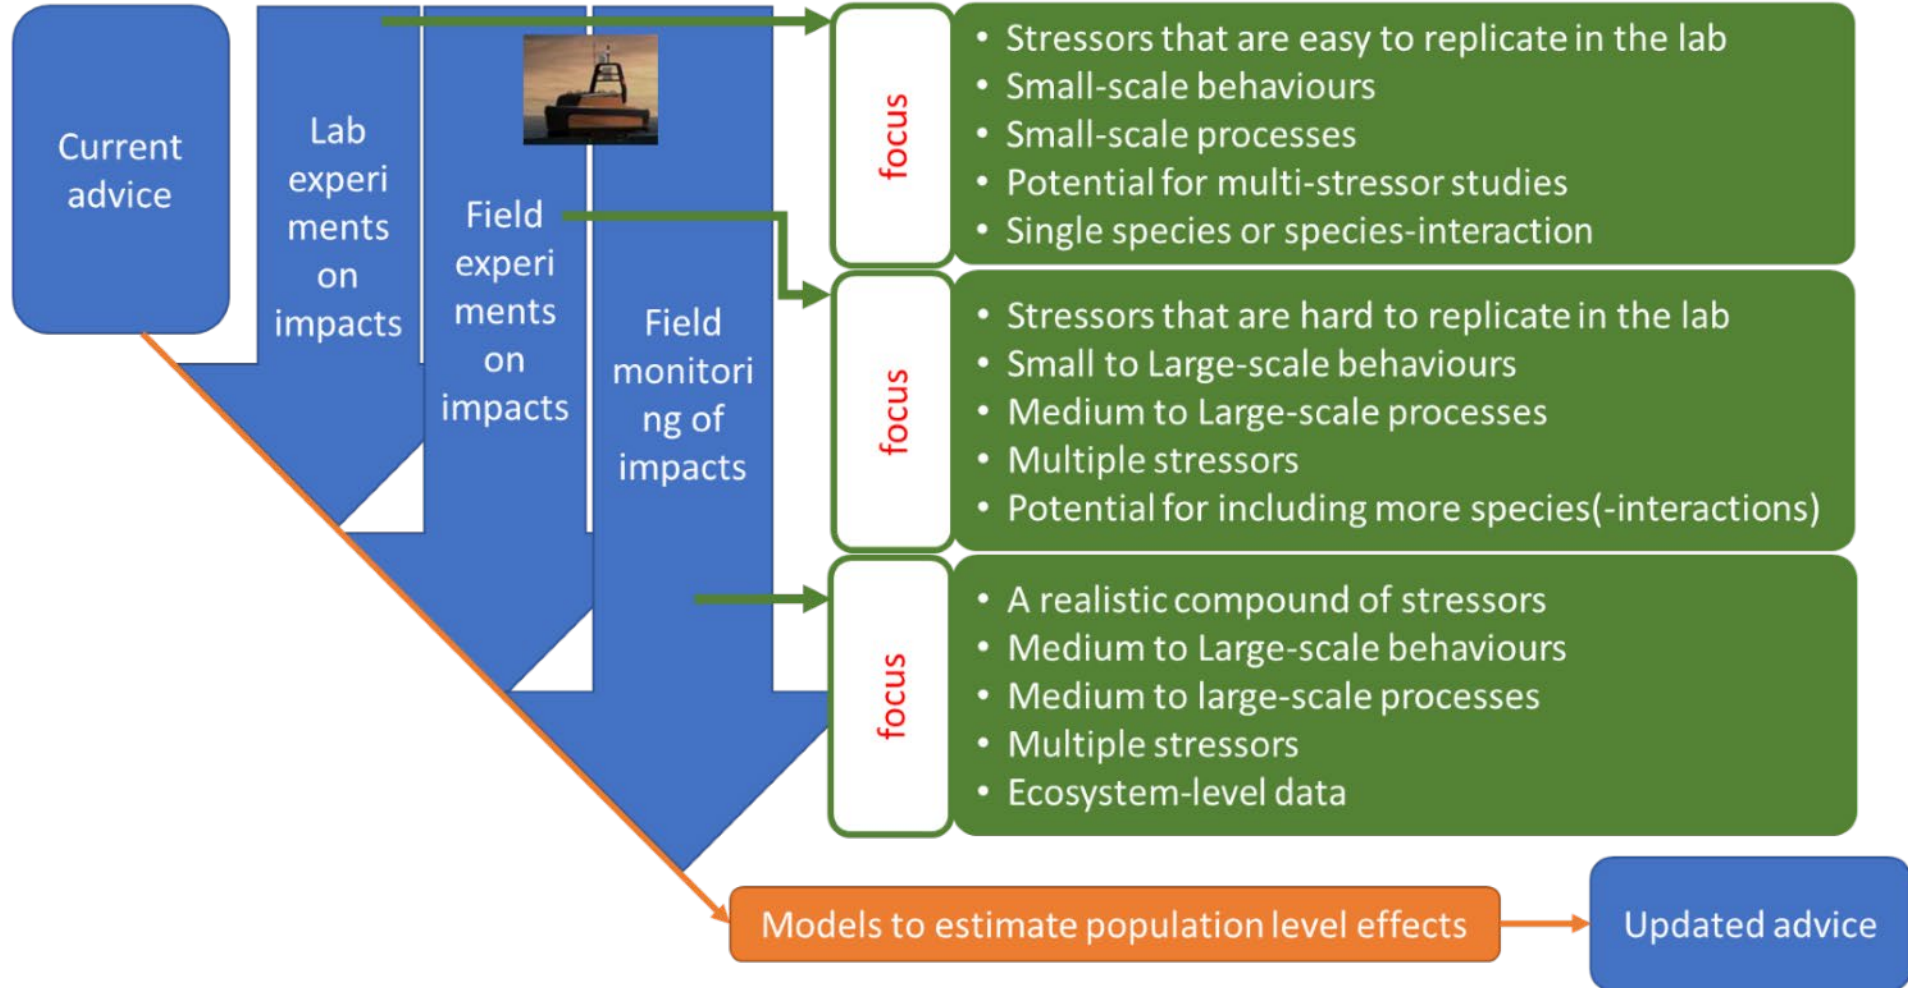 Current
advice
Lab
experi
ments
on
impacts
Field
experi
ments
on
impacts
Field
monitori
ng of
impacts
focus
• Stressors that are easy to replicate in the lab
• Small-scale behaviours
• Small-scale processes
• Potential for multi-stressor studies
• Single species or species-interaction
focus
• Stressors that are hard to replicate in the lab
• Small to Large-scale behaviours
• Medium to Large-scale processes
• Multiple stressors
• Potential for including more species(-interactions)
focus
• A realistic compound of stressors
• Medium to Large-scale behaviours
• Medium to large-scale processes
• Multiple stressors
• Ecosystem-level data
Models to estimate population level effects
Updated advice